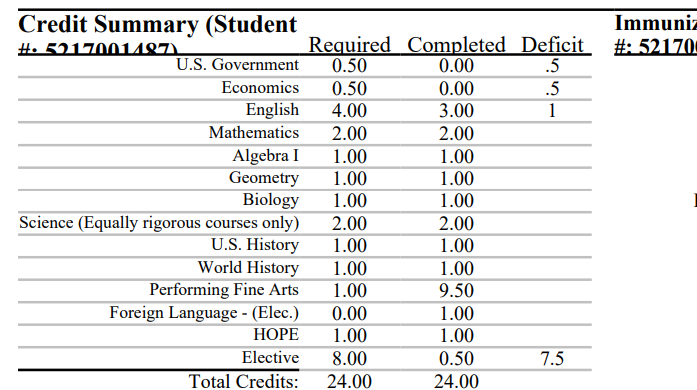 Credit Summary (Student
#: 5217001487)
Required Completed Deficit
U.S. Government 0.50 0.00 .5
Economics 0.50 0.00 .5
English 4.00 3.00 1
Mathematics 2.00 2.00
Algebra I 1.00 1.00
Geometry 1.00 1.00
Biology 1.00 1.00
Science (Equally rigorous courses only) 2.00 2.00
U.S. History 1.00 1.00
World History 1.00 1.00
Performing Fine Arts 1.00 9.50
Foreign Language - (Elec.) 0.00 1.00
HOPE 1.00 1.00
Elective 8.00 0.50 7.5
Total Credits: 24.00 24.00
#: